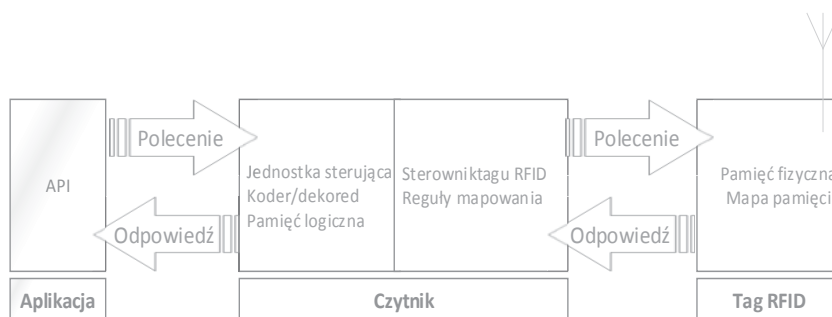 Polecenie
Polecenie
API
Jednostka sterująca
Koder/dekored
Pamięć logiczna
Sterowniktagu RFID
Reguły mapowania
Pamięć fizyczna
Mapa pamięci
Odpowiedź
Odpowiedź
Aplikacja
Czytnik
Tag RFID